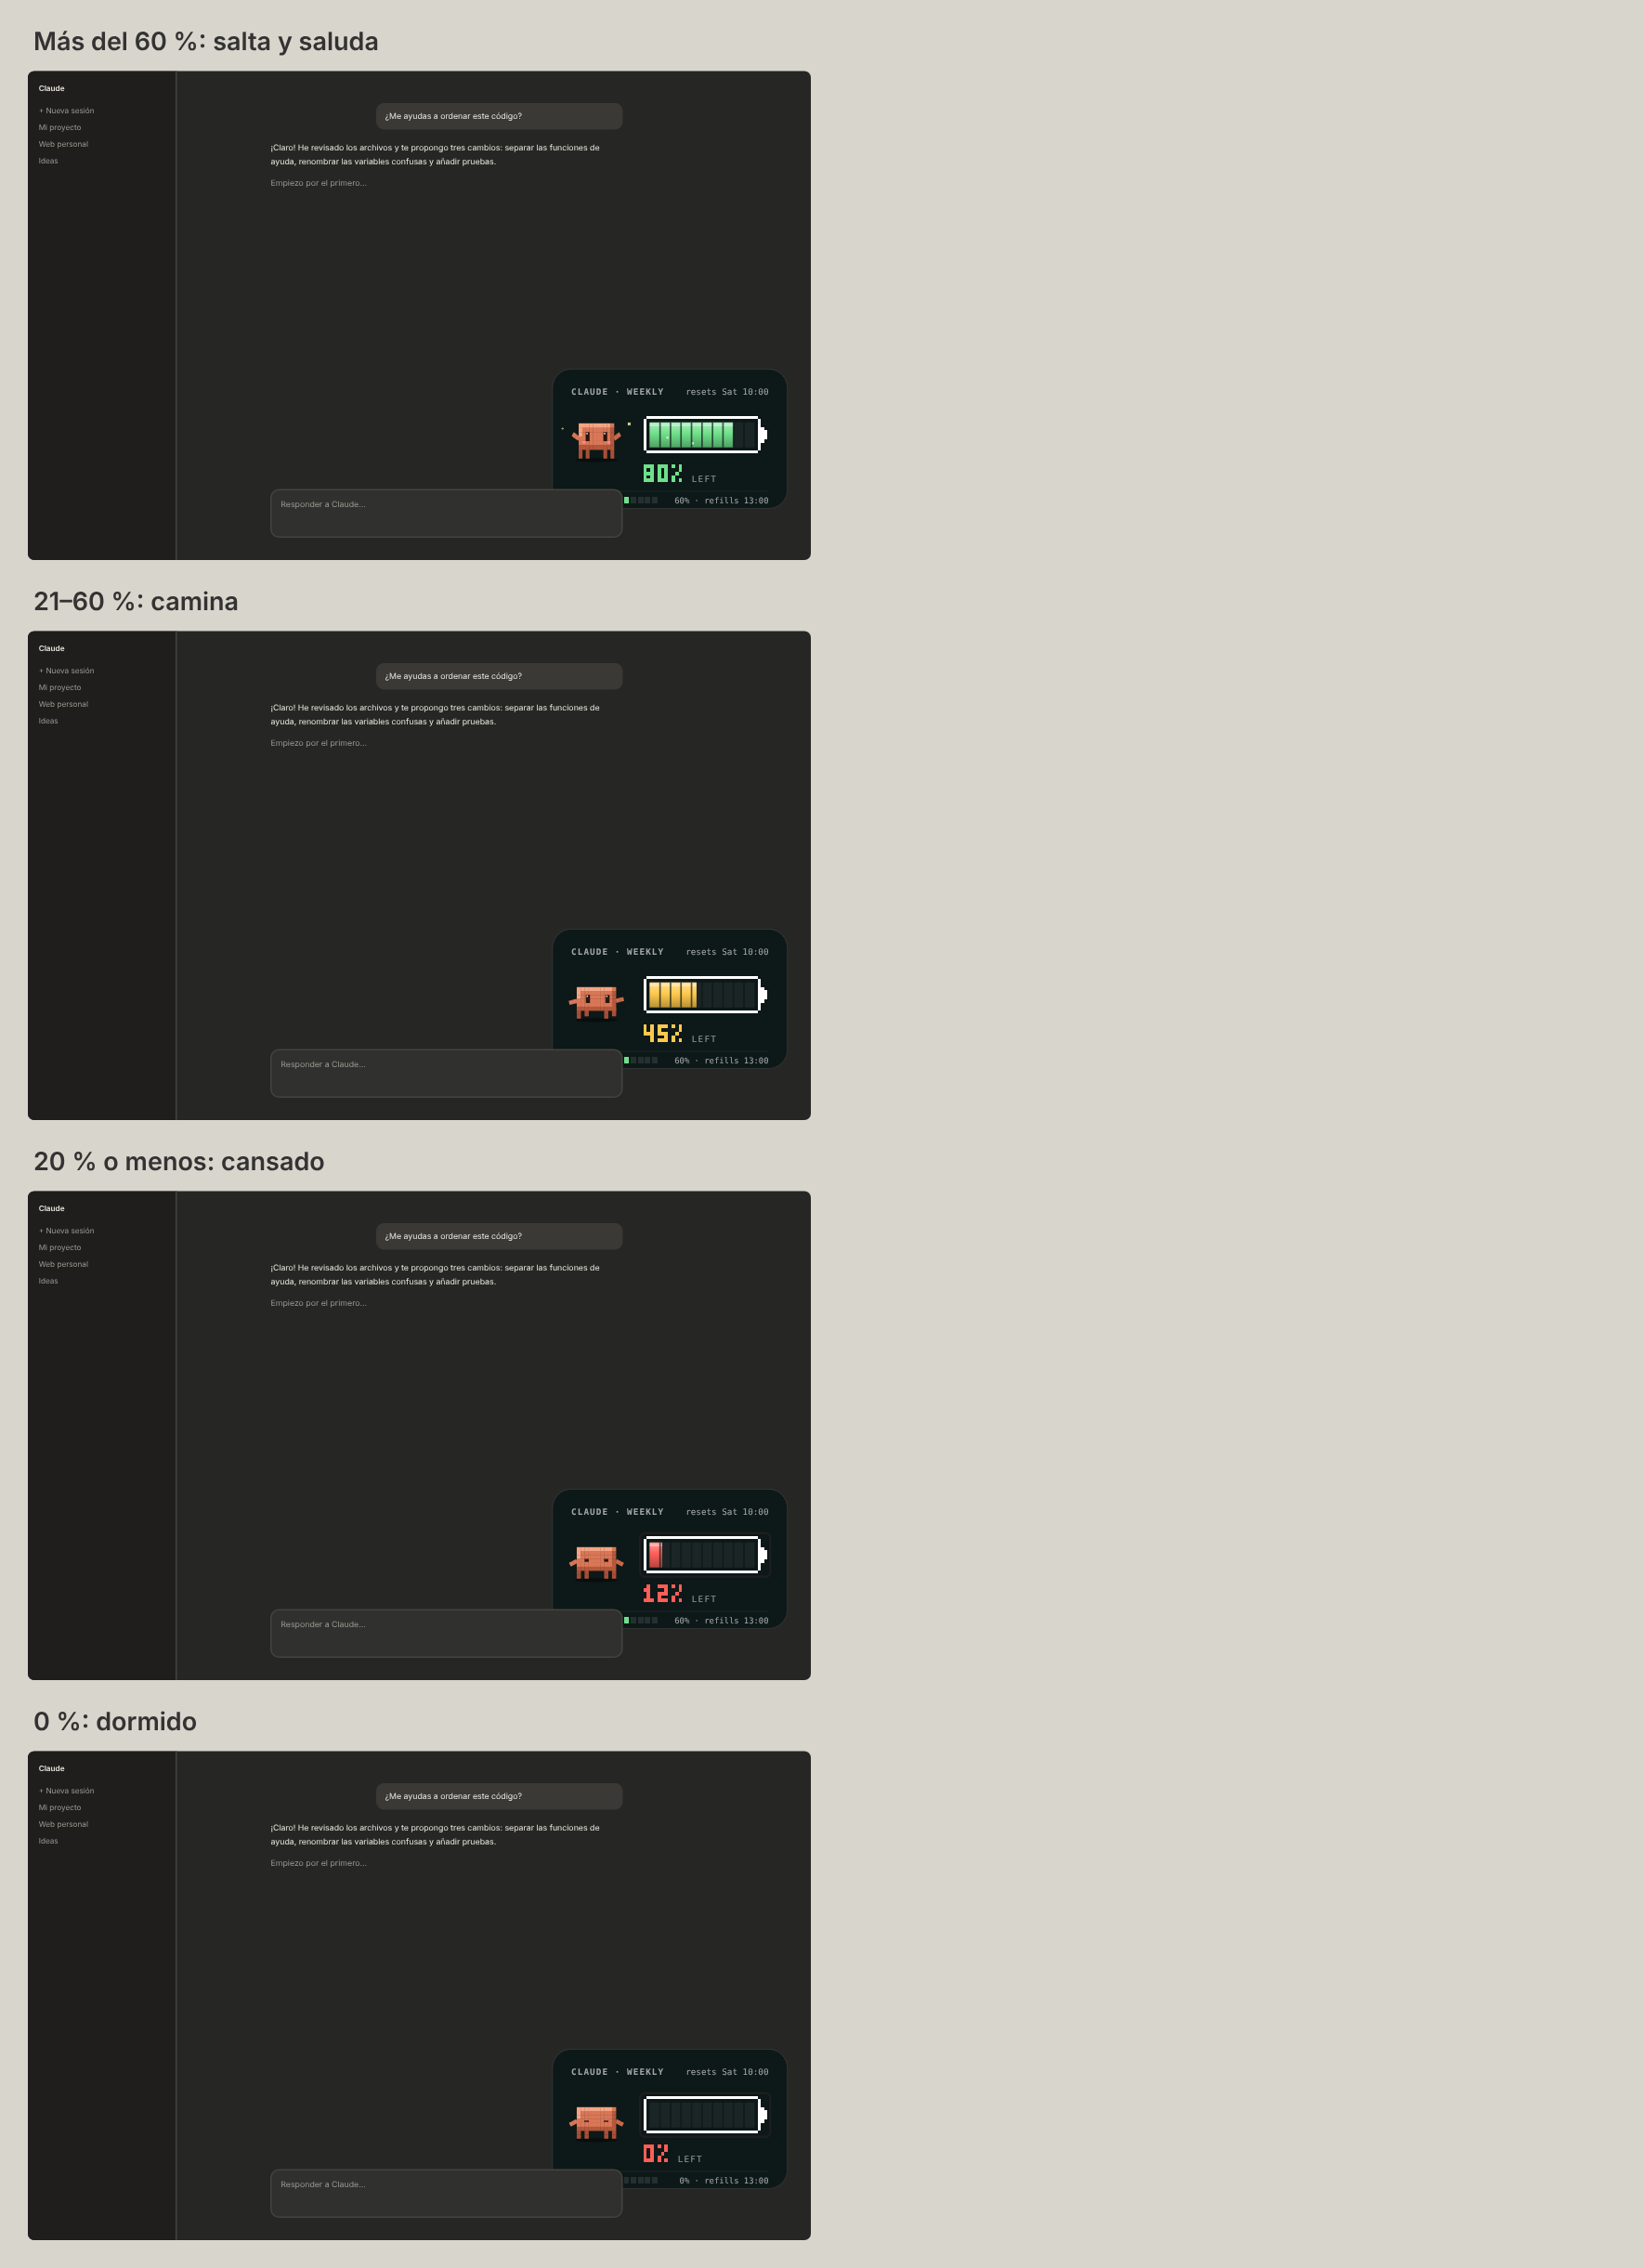 Más del 60 %: salta y saluda
Claude
+ Nueva sesión
Mi proyecto
Web personal
Ideas
¿Me ayudas a ordenar este código?
¡Claro! He revisado los archivos y te propongo tres cambios: separar las funciones de
ayuda, renombrar las variables confusas y añadir pruebas.
Empiezo por el primero...
CLAUDE · WEEKLY resets Sat 10:00
80% LEFT
60% · refills 13:00
Responder a Claude...
21–60 %: camina
Claude
+ Nueva sesión
Mi proyecto
Web personal
Ideas
¿Me ayudas a ordenar este código?
¡Claro! He revisado los archivos y te propongo tres cambios: separar las funciones de
ayuda, renombrar las variables confusas y añadir pruebas.
Empiezo por el primero...
CLAUDE · WEEKLY resets Sat 10:00
45% LEFT
60% · refills 13:00
Responder a Claude...
20 % o menos: cansado
Claude
+ Nueva sesión
Mi proyecto
Web personal
Ideas
¿Me ayudas a ordenar este código?
¡Claro! He revisado los archivos y te propongo tres cambios: separar las funciones de
ayuda, renombrar las variables confusas y añadir pruebas.
Empiezo por el primero...
CLAUDE · WEEKLY resets Sat 10:00
12% LEFT
60% · refills 13:00
Responder a Claude...
0 %: dormido
Claude
+ Nueva sesión
Mi proyecto
Web personal
Ideas
¿Me ayudas a ordenar este código?
¡Claro! He revisado los archivos y te propongo tres cambios: separar las funciones de
ayuda, renombrar las variables confusas y añadir pruebas.
Empiezo por el primero...
CLAUDE · WEEKLY resets Sat 10:00
0% LEFT
0% · refills 13:00
Responder a Claude...